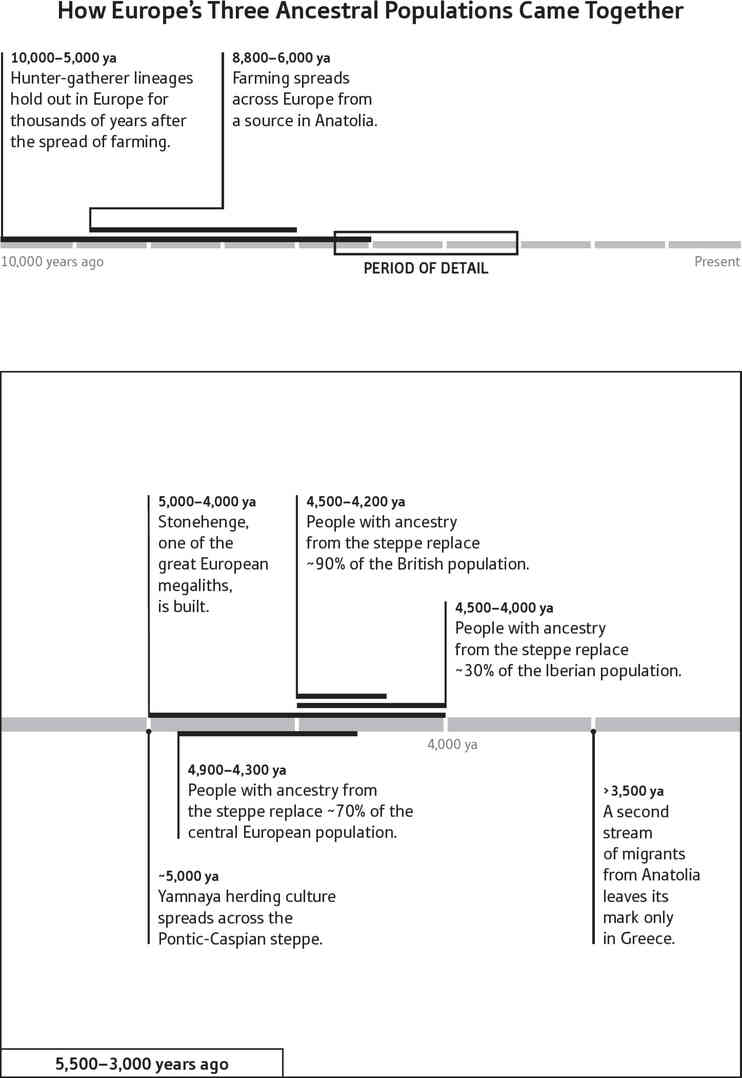 How Europe’s Three Ancestral Populations Came Together
10,000–5,000 ya
Hunter-gatherer lineages
hold out in Europe for
thousands of years after
the spread of farming.
8,800–6,000 ya
Farming spreads
across Europe from
a source in Anatolia.
10,000 years ago
PERIOD OF DETAIL
Present
5,000–4,000 ya
Stonehenge,
one of the
great European
megaliths,
is built.
4,500–4,200 ya
People with ancestry
from the steppe replace
~90% of the British population.
4,500–4,000 ya
People with ancestry
from the steppe replace
~30% of the Iberian population.
4,000 ya
4,900–4,300 ya
People with ancestry from
the steppe replace ~70% of the
central European population.
~5,000 ya
Yamnaya herding culture
spreads across the
Pontic-Caspian steppe.
>3,500 ya
A second
stream
of migrants
from Anatolia
leaves its
mark only
in Greece.
5,500–3,000 years ago